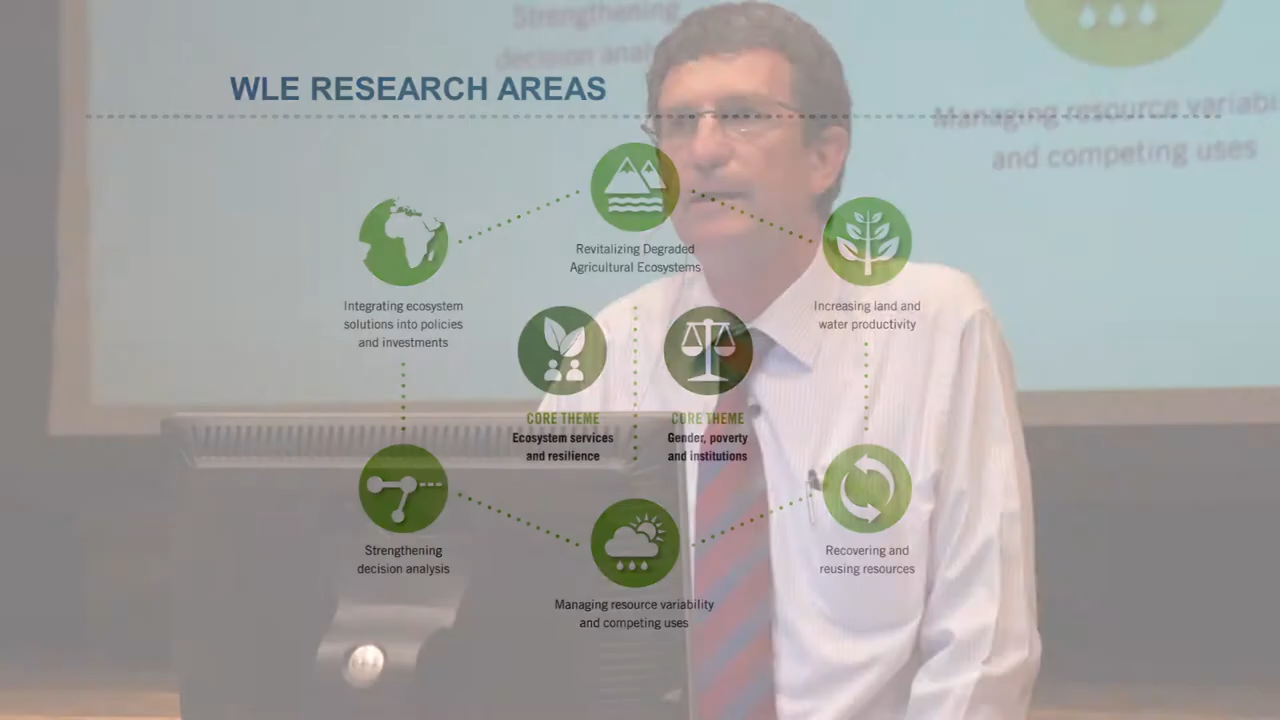 Strengthening
decision
Managing resource
and competing uses
WLE RESEARCH AREAS
Revitalizing Degraded
Agricultural Ecosystems
Integrating ecosystem
solutions into policies
and investments
Increasing land and
water productivity
CORE THEME
Ecosystem services
and resilience
CORE THEME
Gender, poverty
and institutions
Strengthening
decision analysis
Recovering and
reusing resources
Managing resource variability
and competing uses